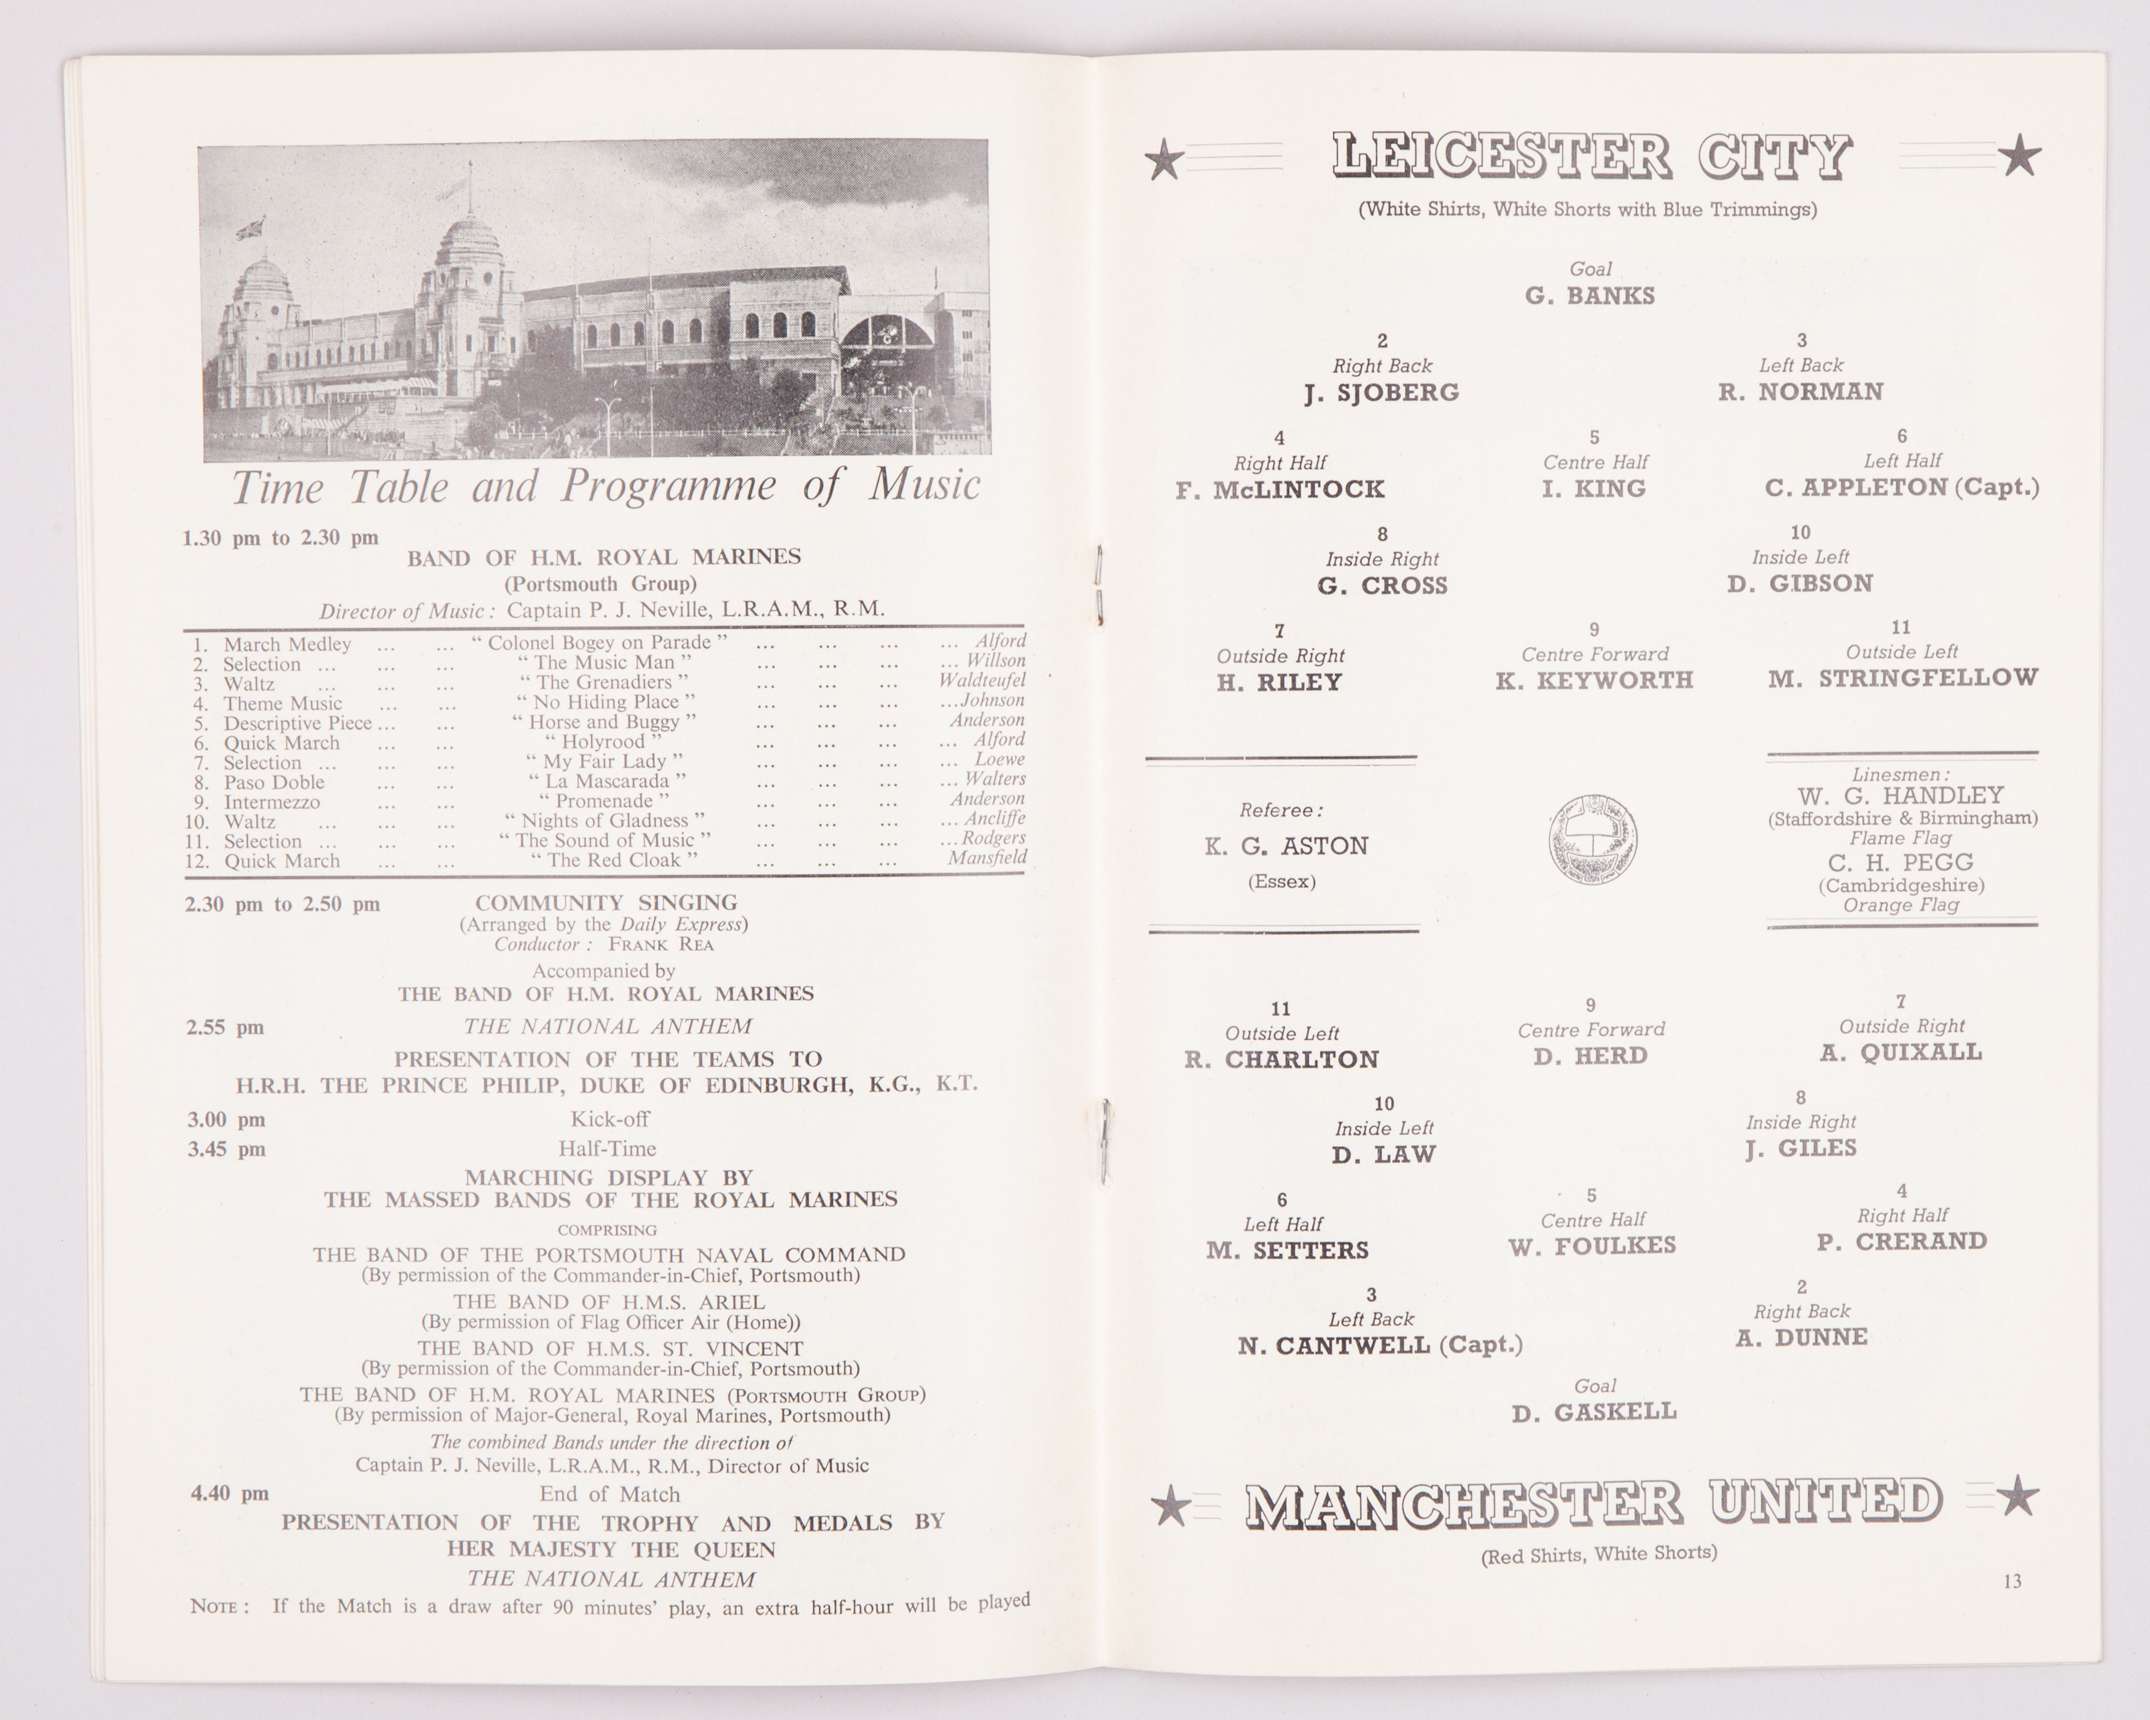 Time Table and Programme of Music
1.30 pm to 2.30 pm
BAND OF H.M. ROYAL MARINES
(Portsmouth Group)
Director of Music: Captain P. J. Neville, L.R.A.M., R.M.
1. March Medley ... ... “ Colonel Bogey on Parade ” ... ... ... ... Alford
2. Selection ... ... ... “ The Music Man ” ... ... ... ... Willson
3. Waltz ... ... ... “ The Grenadiers ” ... ... ... Waldteufel
4. Theme Music ... ... “ No Hiding Place ” ... ... ... ...Johnson
5. Descriptive Piece ... ... “ Horse and Buggy ” ... ... ... Anderson
6. Quick March ... ... “ Holyrood ” ... ... ... ... Alford
7. Selection ... ... ... “ My Fair Lady ” ... ... ... ... Loewe
8. Paso Doble ... ... “ La Mascarada ” ... ... ... ... Walters
9. Intermezzo ... ... “ Promenade ” ... ... ... Anderson
10. Waltz ... ... ... “ Nights of Gladness ” ... ... ... ... Ancliffe
11. Selection ... ... ... “ The Sound of Music ” ... ... ... ... Rodgers
12. Quick March ... ... “ The Red Cloak ” ... ... ... Mansfield
2.30 pm to 2.50 pm COMMUNITY SINGING
(Arranged by the Daily Express)
Conductor : FRANK REA
Accompanied by
THE BAND OF H.M. ROYAL MARINES
2.55 pm THE NATIONAL ANTHEM
PRESENTATION OF THE TEAMS TO
H.R.H. THE PRINCE PHILIP, DUKE OF EDINBURGH, K.G., K.T.
3.00 pm Kick-off
3.45 pm Half-Time
MARCHING DISPLAY BY
THE MASSED BANDS OF THE ROYAL MARINES
COMPRISING
THE BAND OF THE PORTSMOUTH NAVAL COMMAND
(By permission of the Commander-in-Chief, Portsmouth)
THE BAND OF H.M.S. ARIEL
(By permission of Flag Officer Air (Home))
THE BAND OF H.M.S. ST. VINCENT
(By permission of the Commander-in-Chief, Portsmouth)
THE BAND OF H.M. ROYAL MARINES (PORTSMOUTH GROUP)
(By permission of Major-General, Royal Marines, Portsmouth)
The combined Bands under the direction of
Captain P. J. Neville, L.R.A.M., R.M., Director of Music
4.40 pm End of Match
PRESENTATION OF THE TROPHY AND MEDALS BY
HER MAJESTY THE QUEEN
THE NATIONAL ANTHEM
NOTE : If the Match is a draw after 90 minutes’ play, an extra half-hour will be played
LEICESTER CITY
(White Shirts, White Shorts with Blue Trimmings)
Goal
G. BANKS
2 3
Right Back Left Back
J. SJOBERG R. NORMAN
4 5 6
Right Half Centre Half Left Half
F. McLINTOCK I. KING C. APPLETON (Capt.)
8 10
Inside Right Inside Left
G. CROSS D. GIBSON
7 9 11
Outside Right Centre Forward Outside Left
H. RILEY K. KEYWORTH M. STRINGFELLOW
Referee :
K. G. ASTON
(Essex)
Linesmen :
W. G. HANDLEY
(Staffordshire & Birmingham)
Flame Flag
C. H. PEGG
(Cambridgeshire)
Orange Flag
11 9 7
Outside Left Centre Forward Outside Right
R. CHARLTON D. HERD A. QUIXALL
10 8
Inside Left Inside Right
D. LAW J. GILES
6 5 4
Left Half Centre Half Right Half
M. SETTERS W. FOULKES P. CRERAND
3 2
Left Back Right Back
N. CANTWELL (Capt.) A. DUNNE
Goal
D. GASKELL
MANCHESTER UNITED
(Red Shirts, White Shorts)
13